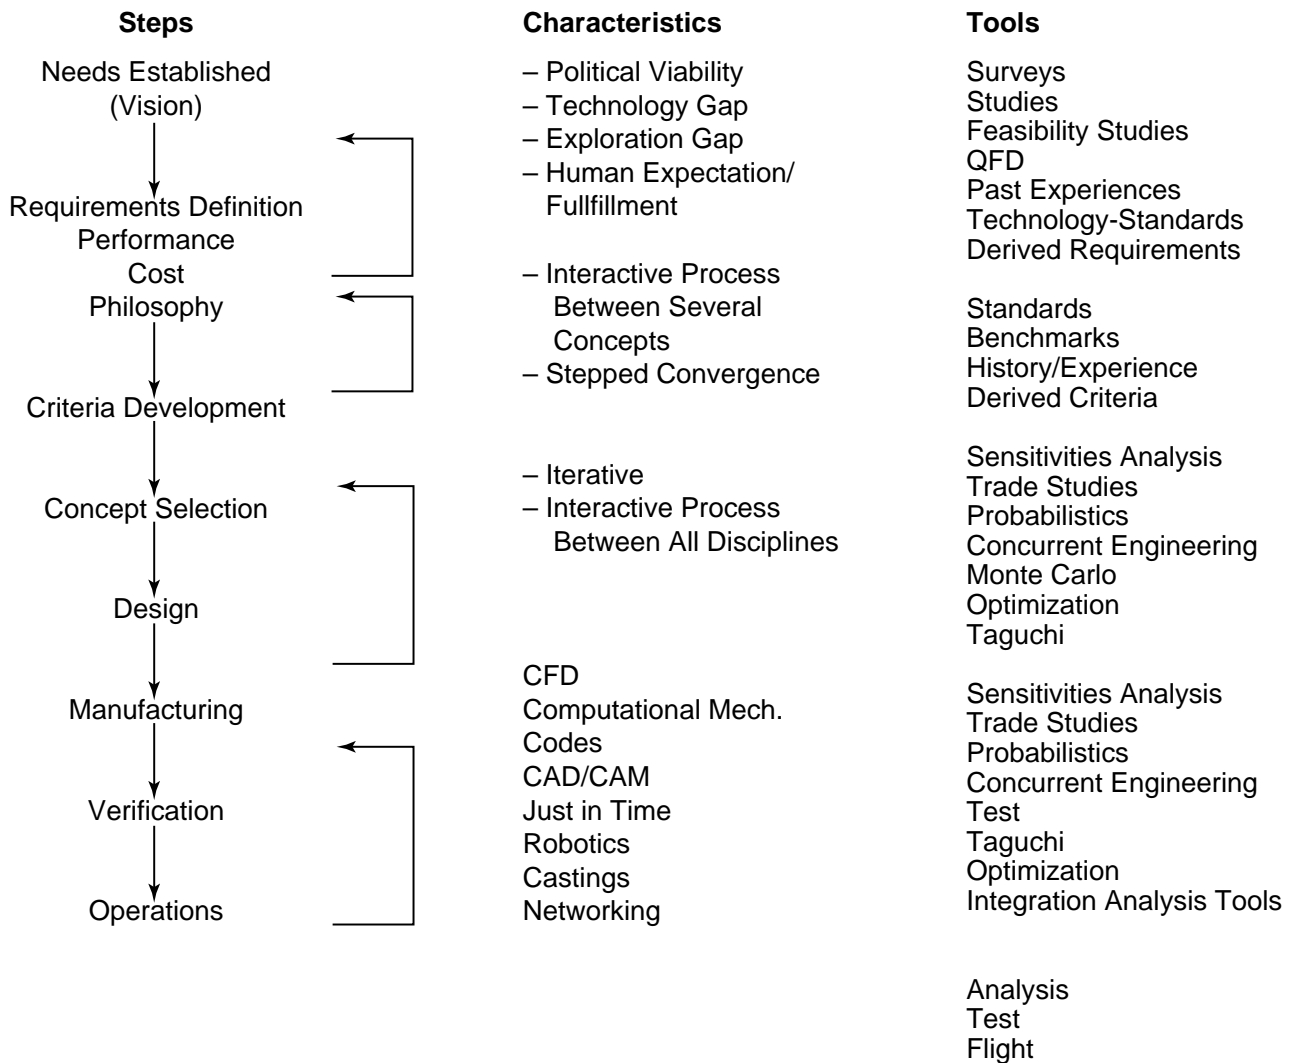 Steps
Needs Established
(Vision)
Requirements Definition
Performance
Cost
Philosophy
Criteria Development
Concept Selection
Design
Manufacturing
Verification
Operations
Characteristics
– Political Viability
– Technology Gap
– Exploration Gap
– Human Expectation/
Fullfillment
– Interactive Process
Between Several
Concepts
– Stepped Convergence
– Iterative
– Interactive Process
Between All Disciplines
CFD
Computational Mech.
Codes
CAD/CAM
Just in Time
Robotics
Castings
Networking
Tools
Surveys
Studies
Feasibility Studies
QFD
Past Experiences
Technology-Standards
Derived Requirements
Standards
Benchmarks
History/Experience
Derived Criteria
Sensitivities Analysis
Trade Studies
Probabilistics
Concurrent Engineering
Monte Carlo
Optimization
Taguchi
Sensitivities Analysis
Trade Studies
Probabilistics
Concurrent Engineering
Test
Taguchi
Optimization
Integration Analysis Tools
Analysis
Test
Flight